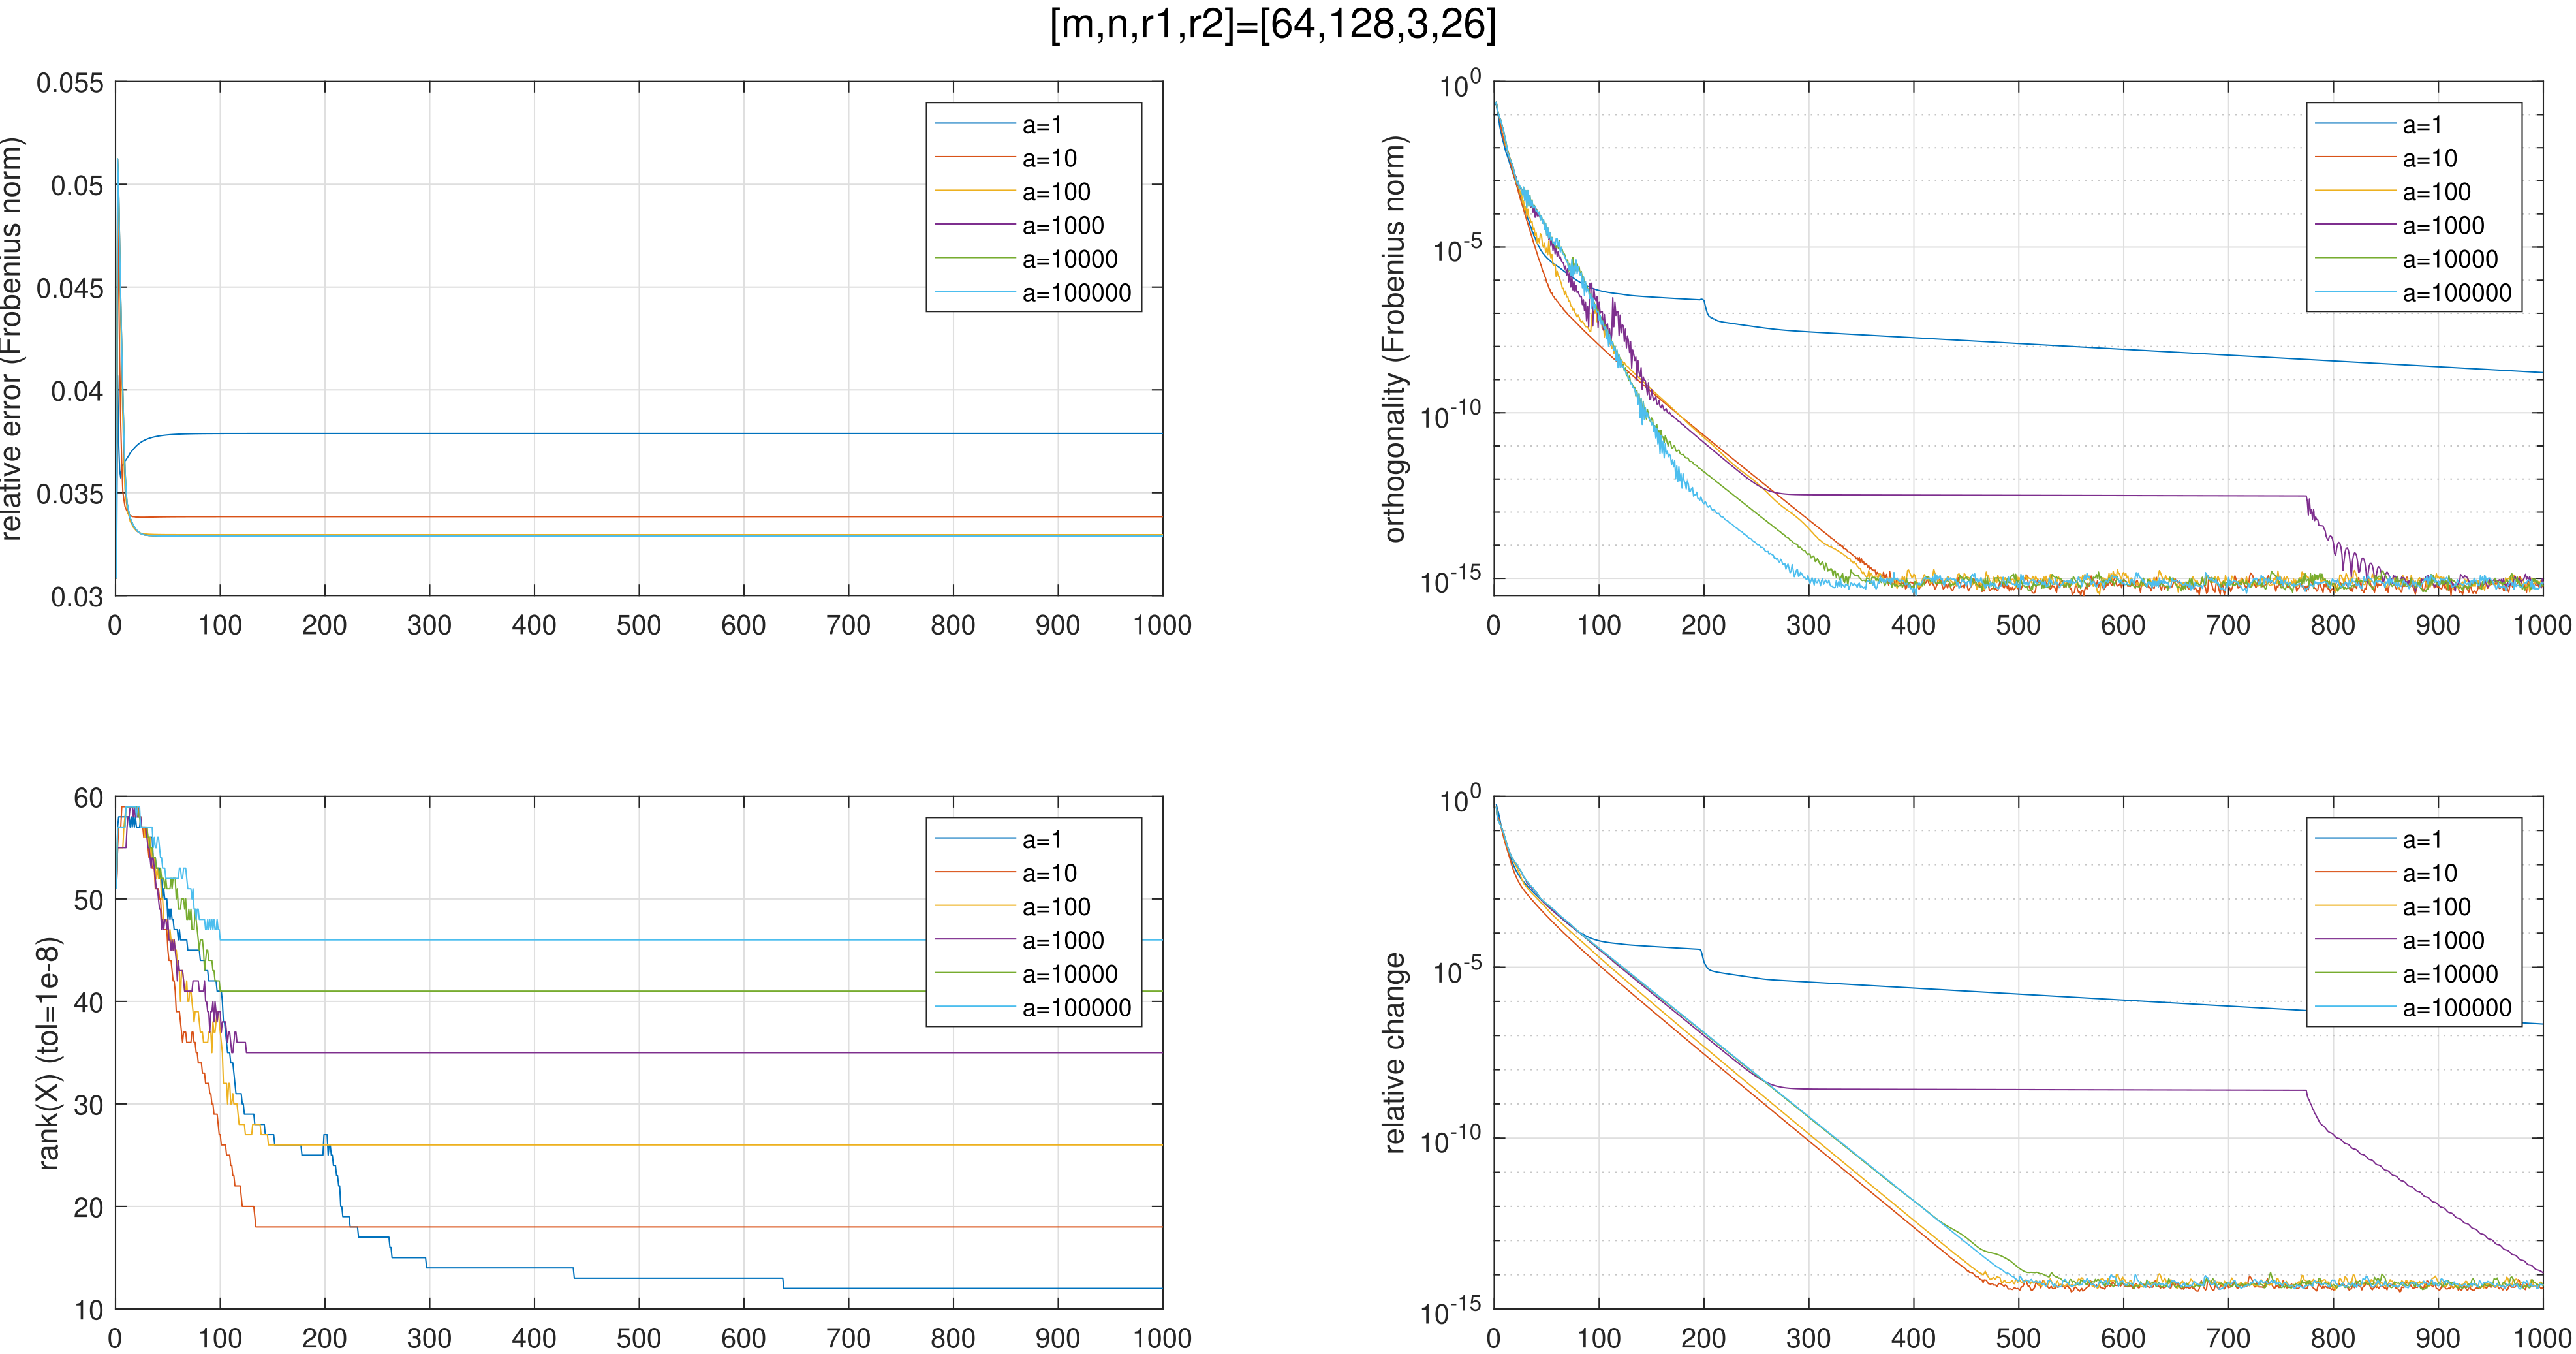 [m,n,r1,r2]=[64,128,3,26]
relative error (Frobenius norm)
0.055
0.05
0.045
0.04
0.035
0.03
0 100 200 300 400 500 600 700 800 900 1000
a=1
a=10
a=100
a=1000
a=10000
a=100000
orthogonality (Frobenius norm)
10^0
10^-5
10^-10
10^-15
0 100 200 300 400 500 600 700 800 900 1000
a=1
a=10
a=100
a=1000
a=10000
a=100000
rank(X) (tol=1e-8)
60
50
40
30
20
10
0 100 200 300 400 500 600 700 800 900 1000
a=1
a=10
a=100
a=1000
a=10000
a=100000
relative change
10^0
10^-5
10^-10
10^-15
0 100 200 300 400 500 600 700 800 900 1000
a=1
a=10
a=100
a=1000
a=10000
a=100000